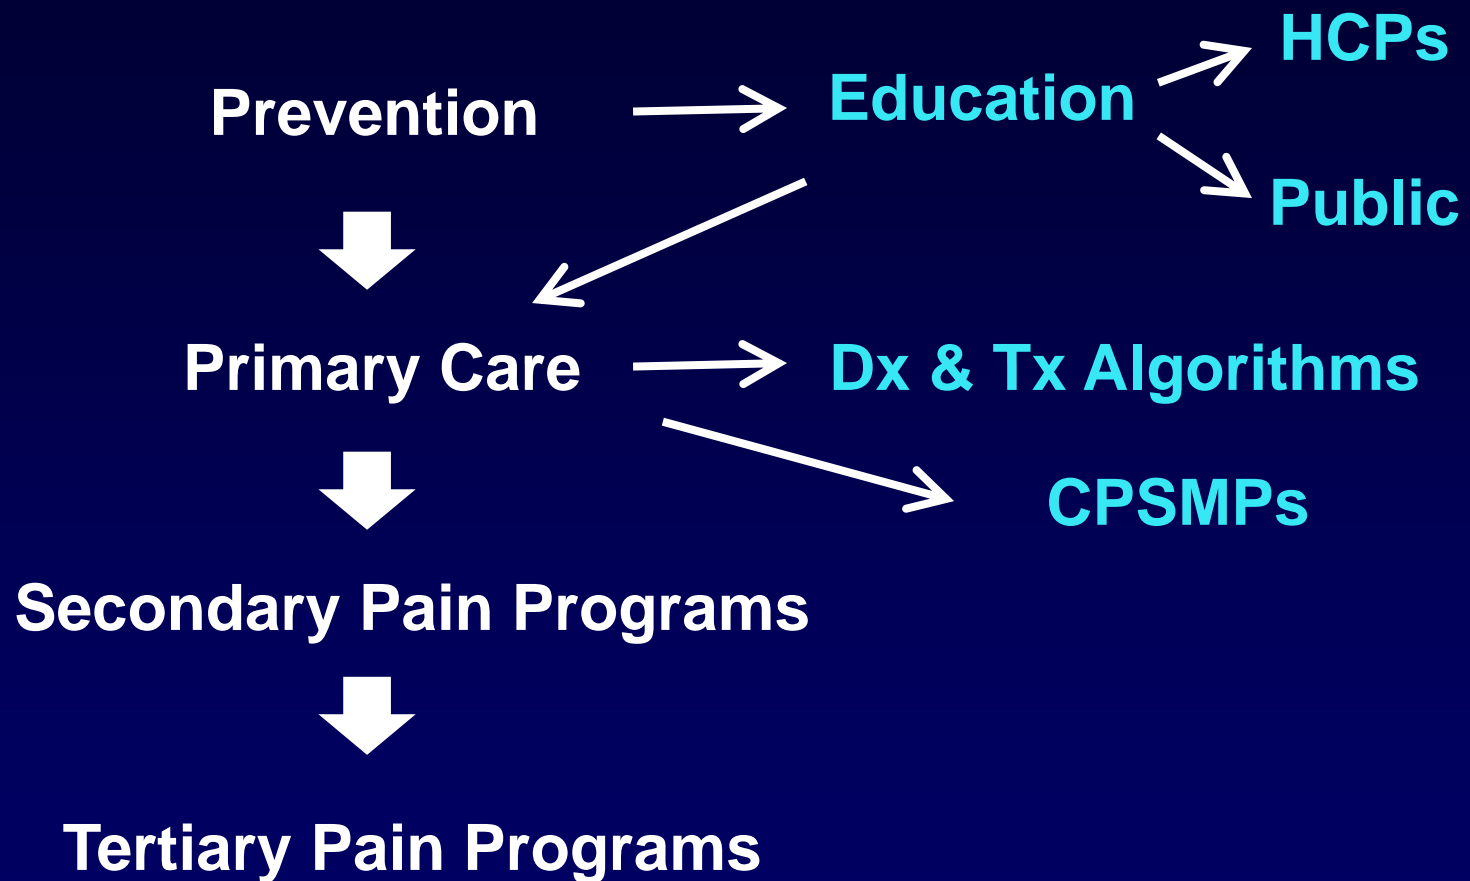 HCPs
Prevention
Education
Public
Primary Care
Dx & Tx Algorithms
CPSMPs
Secondary Pain Programs
Tertiary Pain Programs